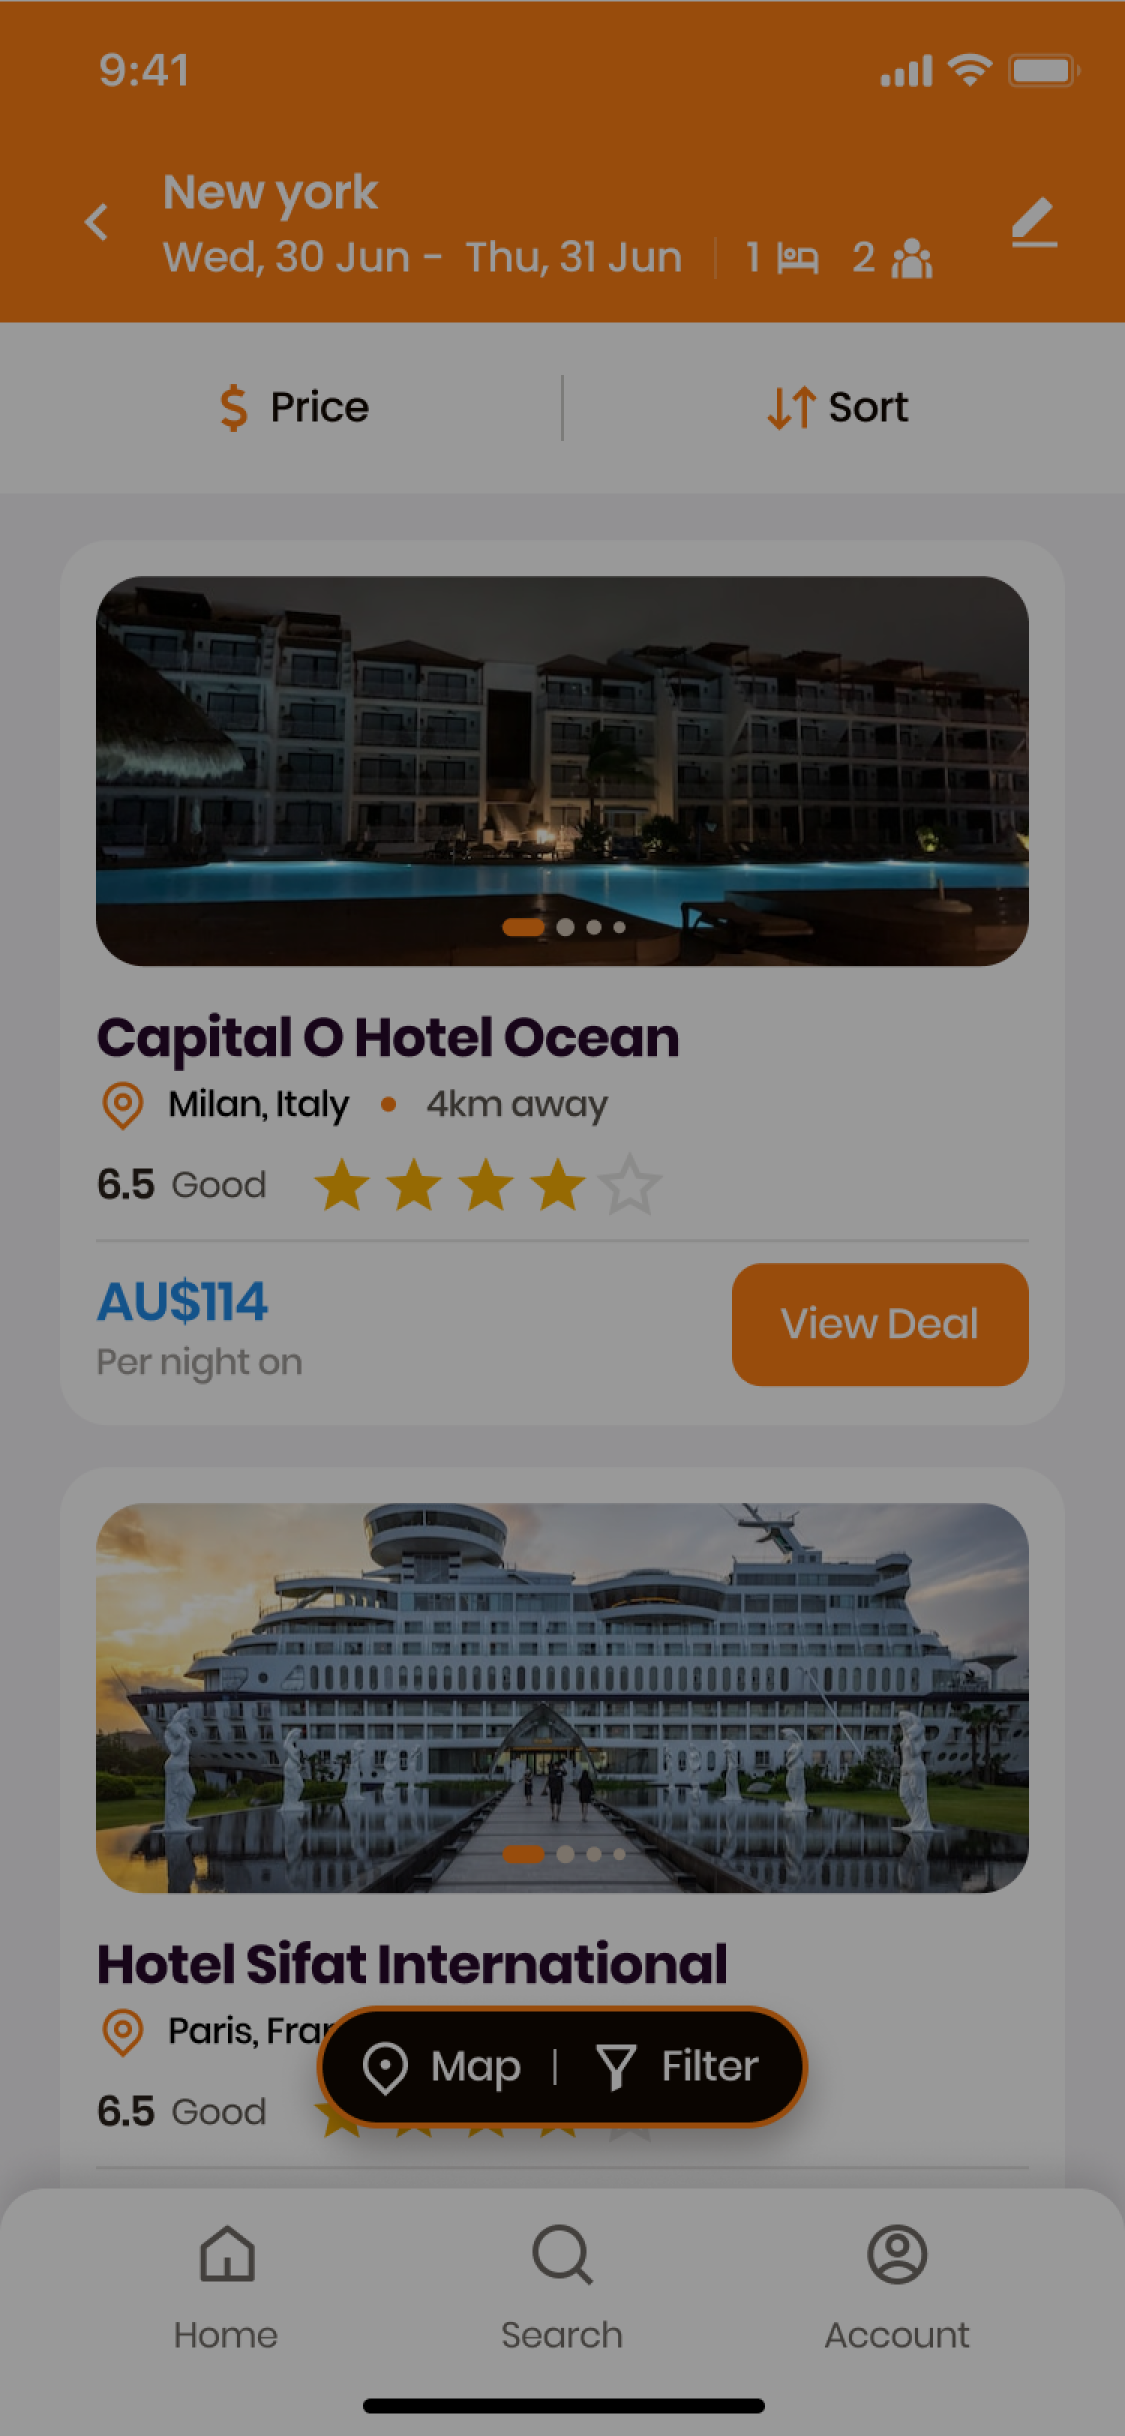 9:41
New york
Wed, 30 Jun - Thu, 31 Jun | 1 2
$ Price
Sort
Capital O Hotel Ocean
Milan, Italy • 4km away
6.5 Good
AU$114
Per night on
View Deal
Hotel Sifat International
Paris,
Map | Filter
6.5 Good
Home
Search
Account